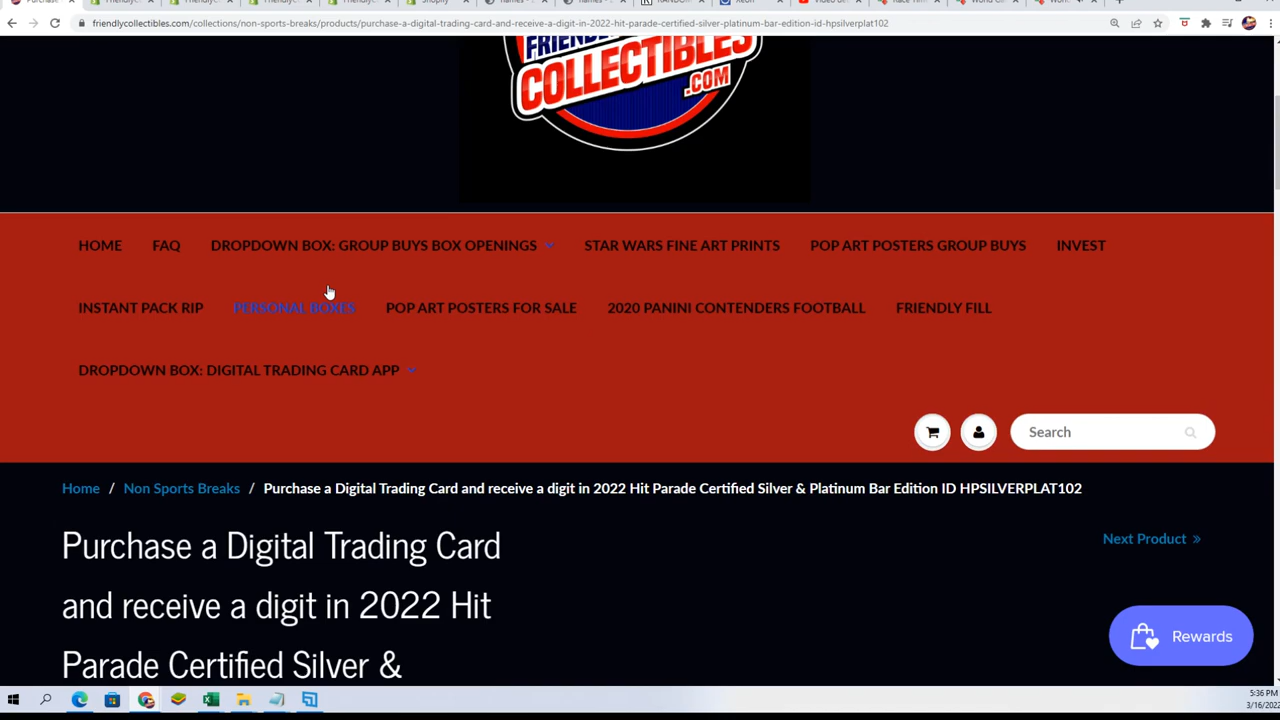 friendlycollectibles.com/collections/non-sports-breaks/products/purchase-a-digital-trading-card-and-receive-a-digit-in-2022-hit-parade-certified-silver-platinum-bar-edition-id-hpsilverplat102
FRIENDLY
COLLECTIBLES
.COM
HOME FAQ DROPDOWN BOX: GROUP BUYS BOX OPENINGS STAR WARS FINE ART PRINTS POP ART POSTERS GROUP BUYS INVEST
INSTANT PACK RIP PERSONAL BOXES POP ART POSTERS FOR SALE 2020 PANINI CONTENDERS FOOTBALL FRIENDLY FILL
DROPDOWN BOX: DIGITAL TRADING CARD APP
Search
Home / Non Sports Breaks / Purchase a Digital Trading Card and receive a digit in 2022 Hit Parade Certified Silver & Platinum Bar Edition ID HPSILVERPLAT102
Next Product »
Purchase a Digital Trading Card
and receive a digit in 2022 Hit
Parade Certified Silver &
Rewards
5:36 PM